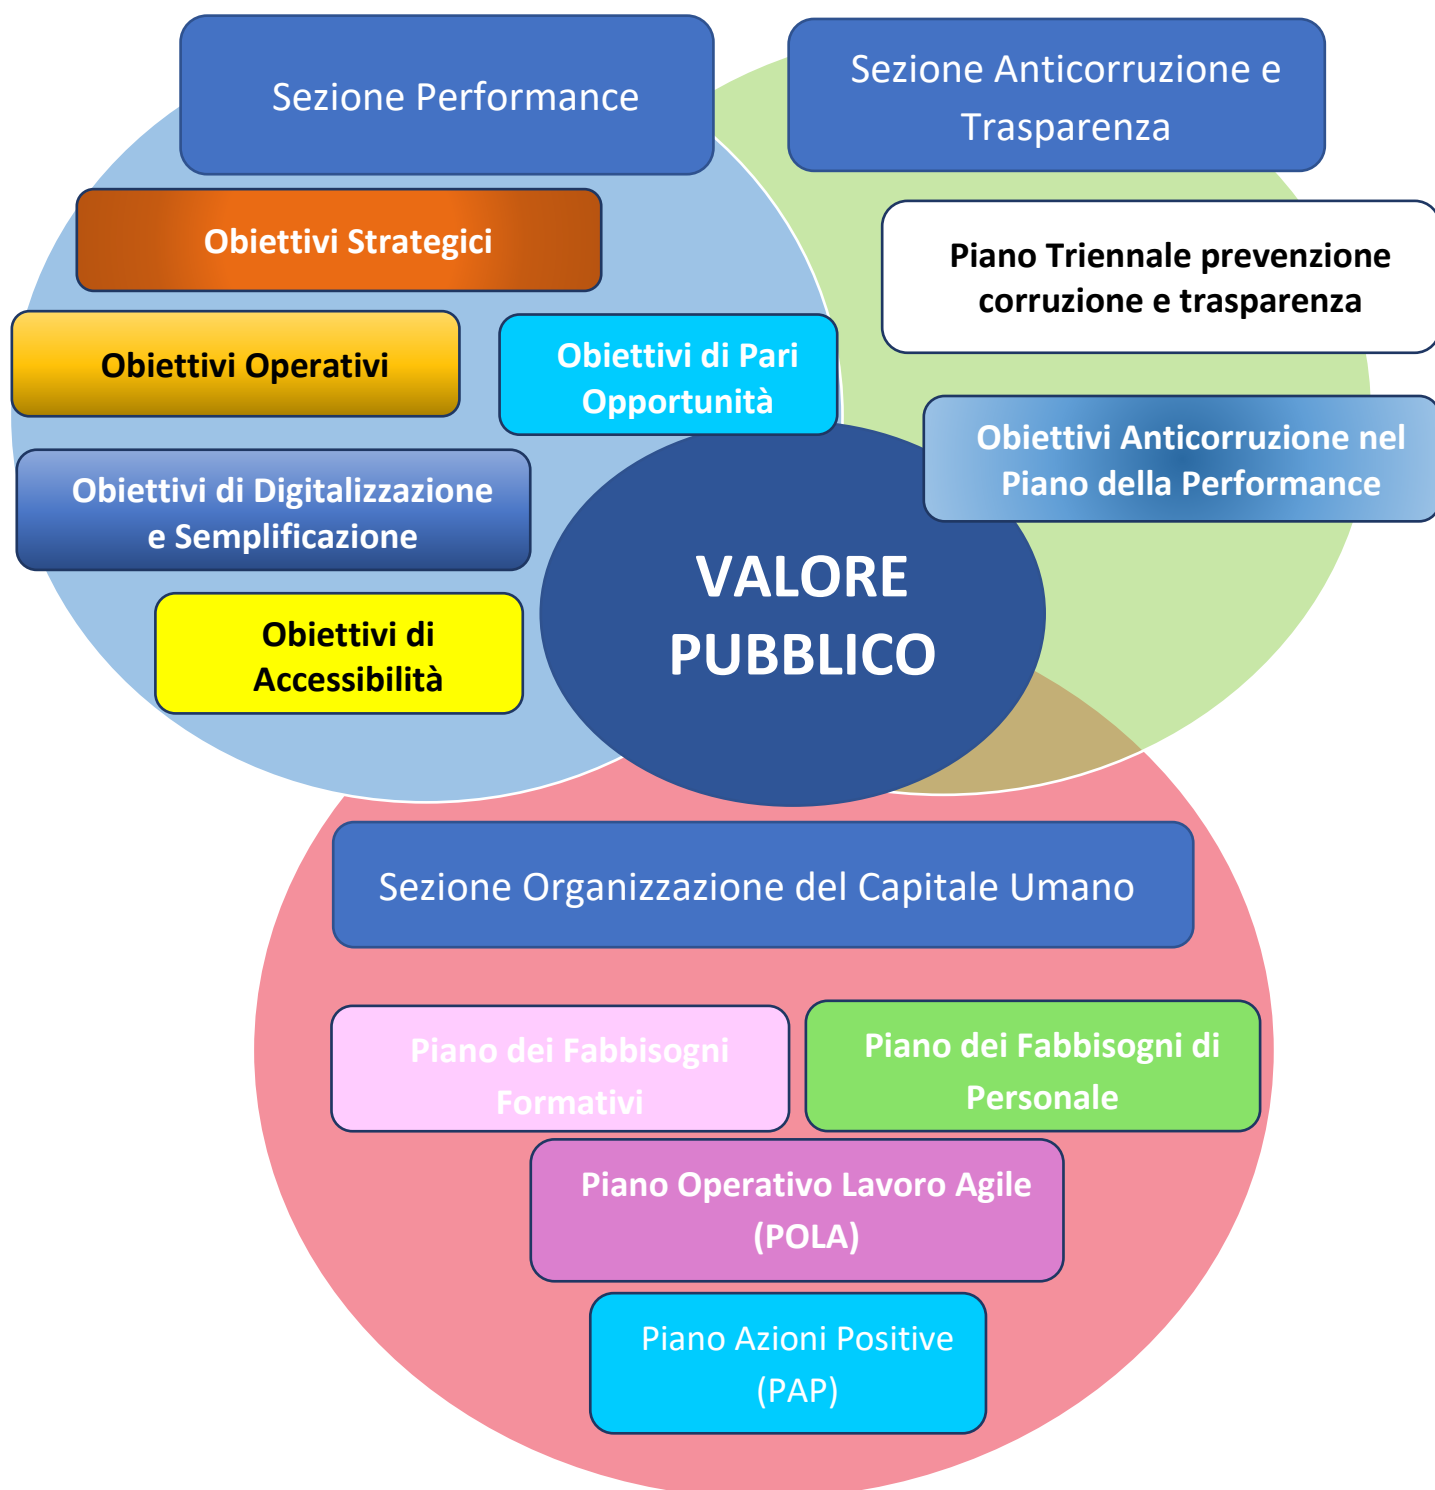 Sezione Performance
Sezione Anticorruzione e
Trasparenza
Obiettivi Strategici
Piano Triennale prevenzione
corruzione e trasparenza
Obiettivi Operativi
Obiettivi di Pari
Opportunità
Obiettivi Anticorruzione nel
Piano della Performance
Obiettivi di Digitalizzazione
e Semplificazione
VALORE
PUBBLICO
Obiettivi di
Accessibilità
Sezione Organizzazione del Capitale Umano
Piano dei Fabbisogni
Formativi
Piano dei Fabbisogni di
Personale
Piano Operativo Lavoro Agile
(POLA)
Piano Azioni Positive
(PAP)